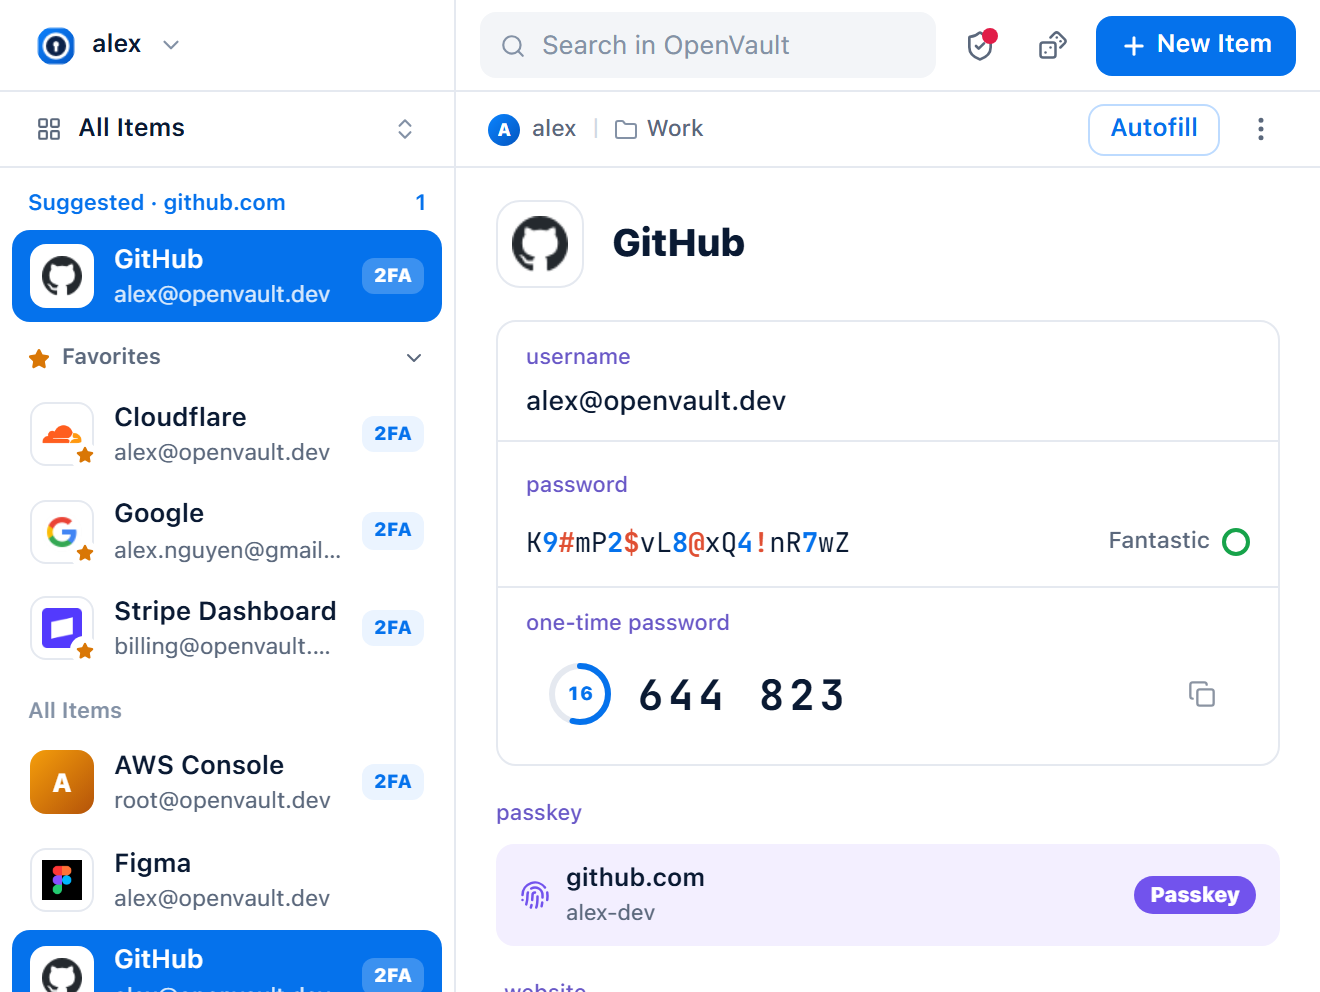 alex
Search in OpenVault
New Item
All Items
A alex
Work
Autofill
Suggested · github.com 1
GitHub
alex@openvault.dev
2FA
Favorites
Cloudflare
alex@openvault.dev
2FA
Google
alex.nguyen@gmail...
2FA
Stripe Dashboard
billing@openvault....
2FA
All Items
A
AWS Console
root@openvault.dev
2FA
Figma
alex@openvault.dev
GitHub
2FA
GitHub
username
alex@openvault.dev
password
K9#mP2$vL8@xQ4!nR7wZ
Fantastic
one-time password
16
644 823
passkey
github.com
alex-dev
Passkey
website